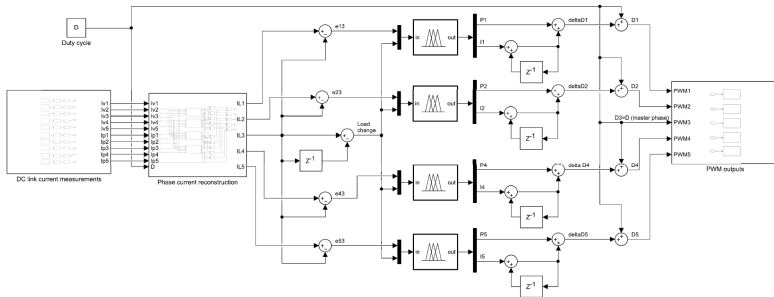 D
Duty cycle
Iv1
Iv2
Iv3
Iv4
Iv5
Ip1
Ip2
Ip3
Ip4
Ip5
DC link current measurements
Iv1
Iv2
Iv3
Iv4
Iv5
Ip1
Ip2
Ip3
Ip4
Ip5
D
IL1
IL2
IL3
IL4
IL5
Phase current reconstruction
e13
e23
Load
change
z-1
e43
e53
in
out
P1
I1
z-1
deltaD1
D1
in
out
P2
I2
z-1
deltaD2
D2
D3=D (master phase)
in
out
P4
I4
z-1
delta D4
D4
in
out
P5
I5
z-1
deltaD5
D5
PWM1
PWM2
PWM3
PWM4
PWM5
PWM outputs